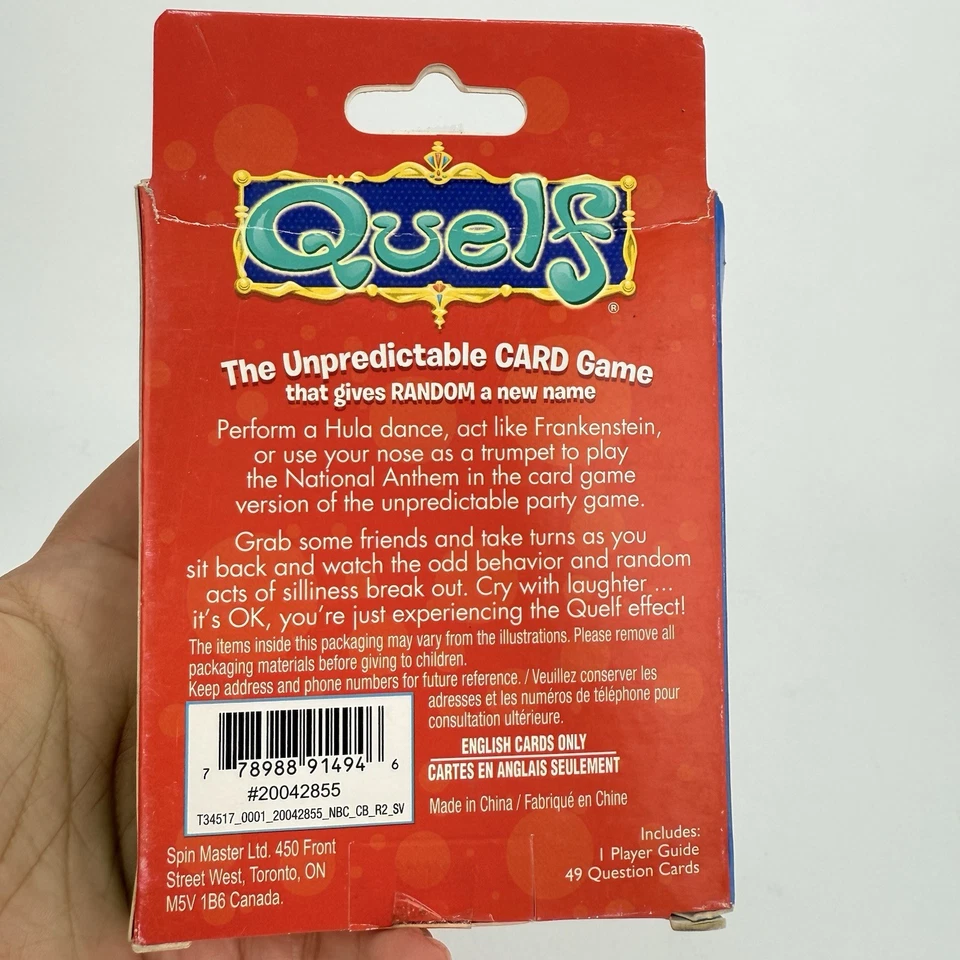 Quelf
®
The Unpredictable CARD Game
that gives RANDOM a new name
Perform a Hula dance, act like Frankenstein,
or use your nose as a trumpet to play
the National Anthem in the card game
version of the unpredictable party game.
Grab some friends and take turns as you
sit back and watch the odd behavior and random
acts of silliness break out. Cry with laughter ...
it's OK, you're just experiencing the Quelf effect!
The items inside this packaging may vary from the illustrations. Please remove all
packaging materials before giving to children.
Keep address and phone numbers for future reference. / Veuillez conserver les
adresses et les numéros de téléphone pour
consultation ultérieure.
ENGLISH CARDS ONLY
CARTES EN ANGLAIS SEULEMENT
Made in China / Fabriqué en Chine
7 78988 91494 6
#20042855
T34517_0001_20042855_NBC_CB_R2_SV
Spin Master Ltd. 450 Front
Street West, Toronto, ON
M5V 1B6 Canada.
Includes:
1 Player Guide
49 Question Cards